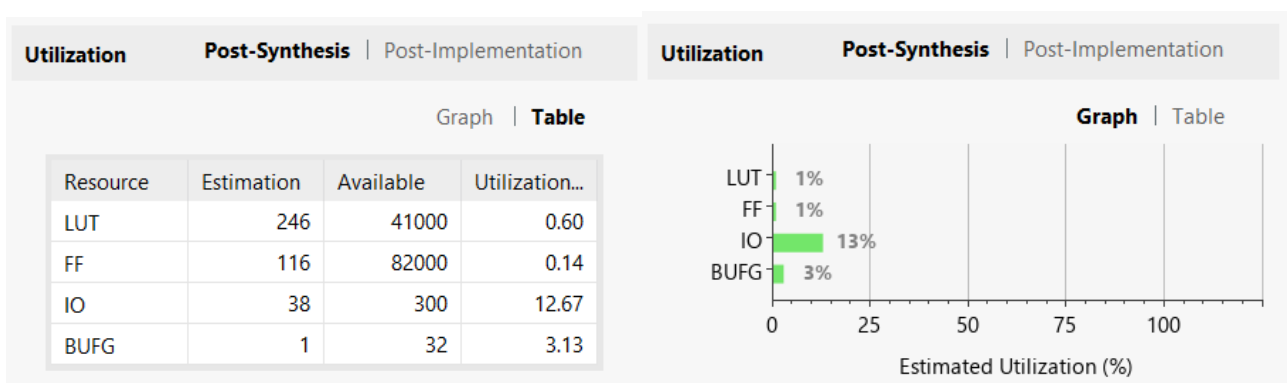 Utilization Post-Synthesis | Post-Implementation
Graph | Table
Resource Estimation Available Utilization...
LUT 246 41000 0.60
FF 116 82000 0.14
IO 38 300 12.67
BUFG 1 32 3.13
Utilization Post-Synthesis | Post-Implementation
Graph | Table
LUT 1%
FF 1%
IO 13%
BUFG 3%
0 25 50 75 100
Estimated Utilization (%)